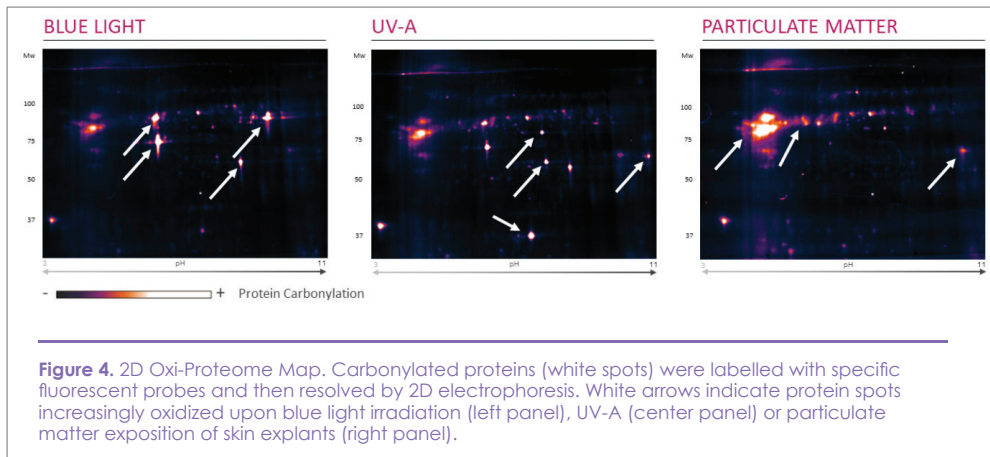 BLUE LIGHT
UV-A
PARTICULATE MATTER
Mw
100
75
50
37
3
pH
11
Mw
100
75
50
37
3
pH
11
Mw
100
75
50
37
3
pH
11
- + Protein Carbonylation
Figure 4. 2D Oxi-Proteome Map. Carbonylated proteins (white spots) were labelled with specific
fluorescent probes and then resolved by 2D electrophoresis. White arrows indicate protein spots
increasingly oxidized upon blue light irradiation (left panel), UV-A (center panel) or particulate
matter exposition of skin explants (right panel).